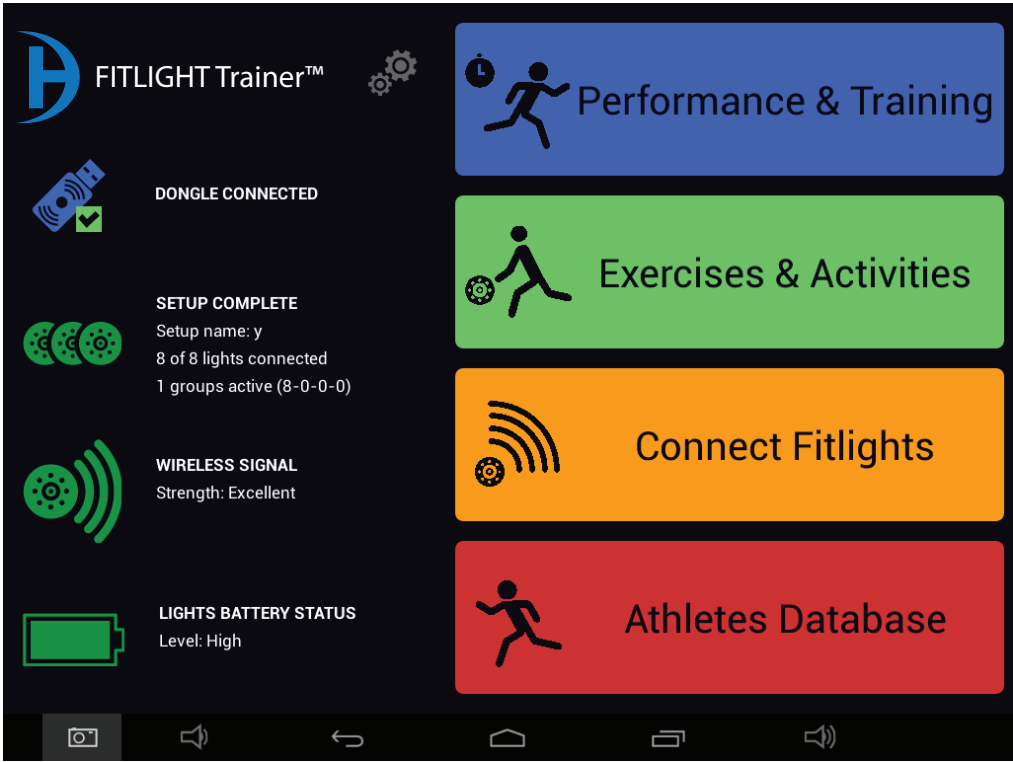 FITLIGHT Trainer™
DONGLE CONNECTED
SETUP COMPLETE
Setup name: y
8 of 8 lights connected
1 groups active (8-0-0-0)
WIRELESS SIGNAL
Strength: Excellent
LIGHTS BATTERY STATUS
Level: High
Performance & Training
Exercises & Activities
Connect Fitlights
Athletes Database